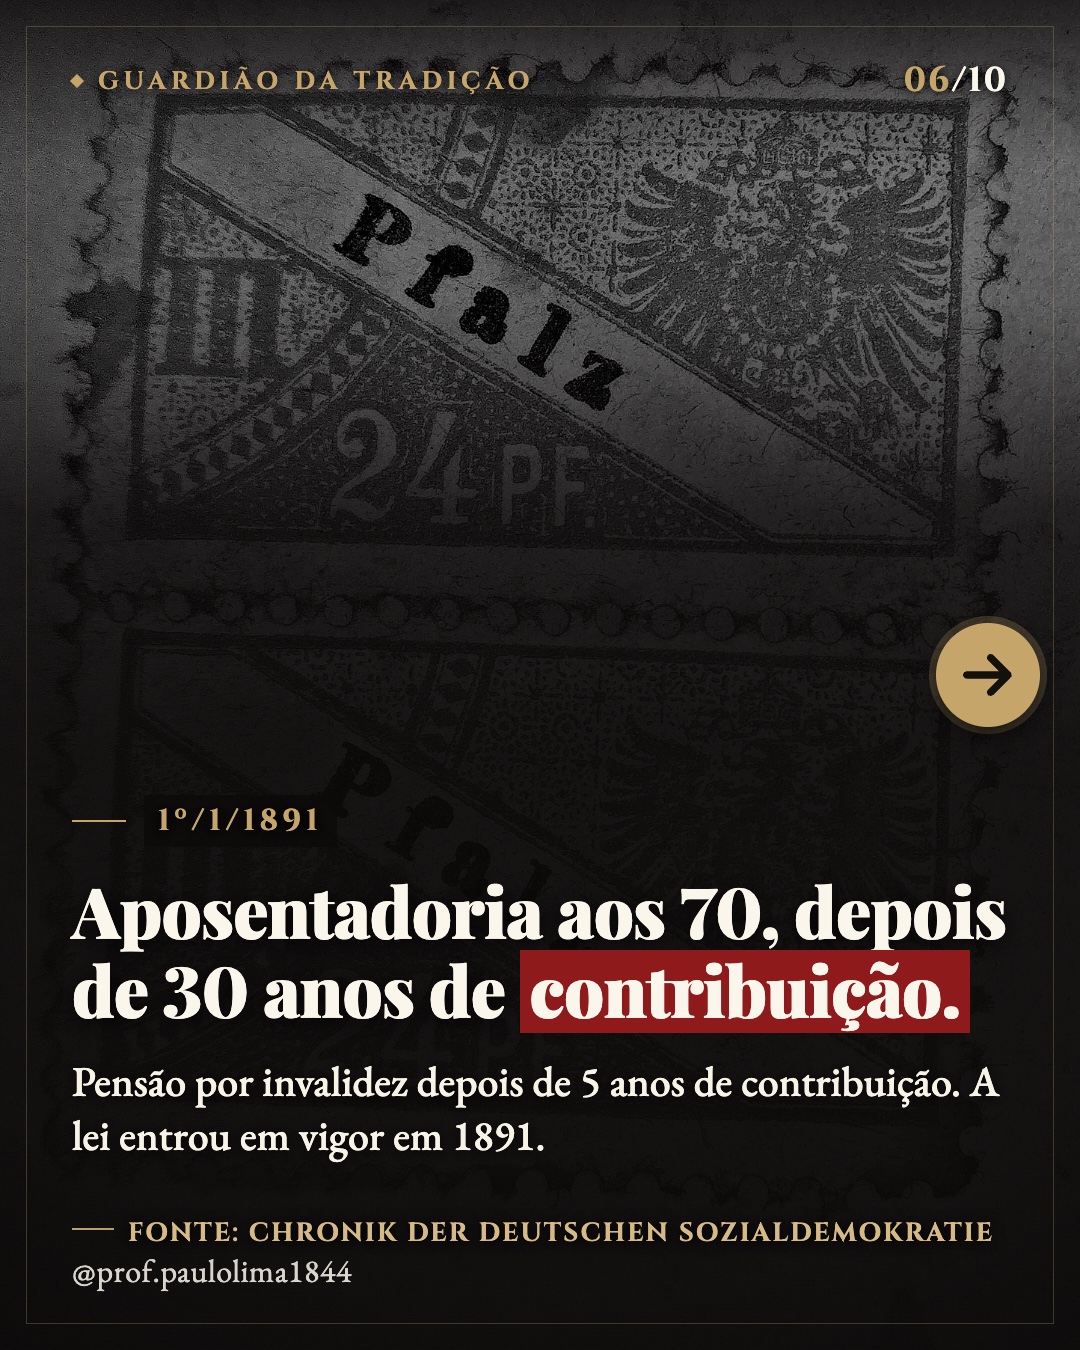 GUARDIÃO DA TRADIÇÃO
06/10
Pfalz
III
24 PF.
Pfal
1º/1/1891
Aposentadoria aos 70, depois
de 30 anos de contribuição.
Pensão por invalidez depois de 5 anos de contribuição. A
lei entrou em vigor em 1891.
FONTE: CHRONIK DER DEUTSCHEN SOZIALDEMOKRATIE
@prof.paulolima1844